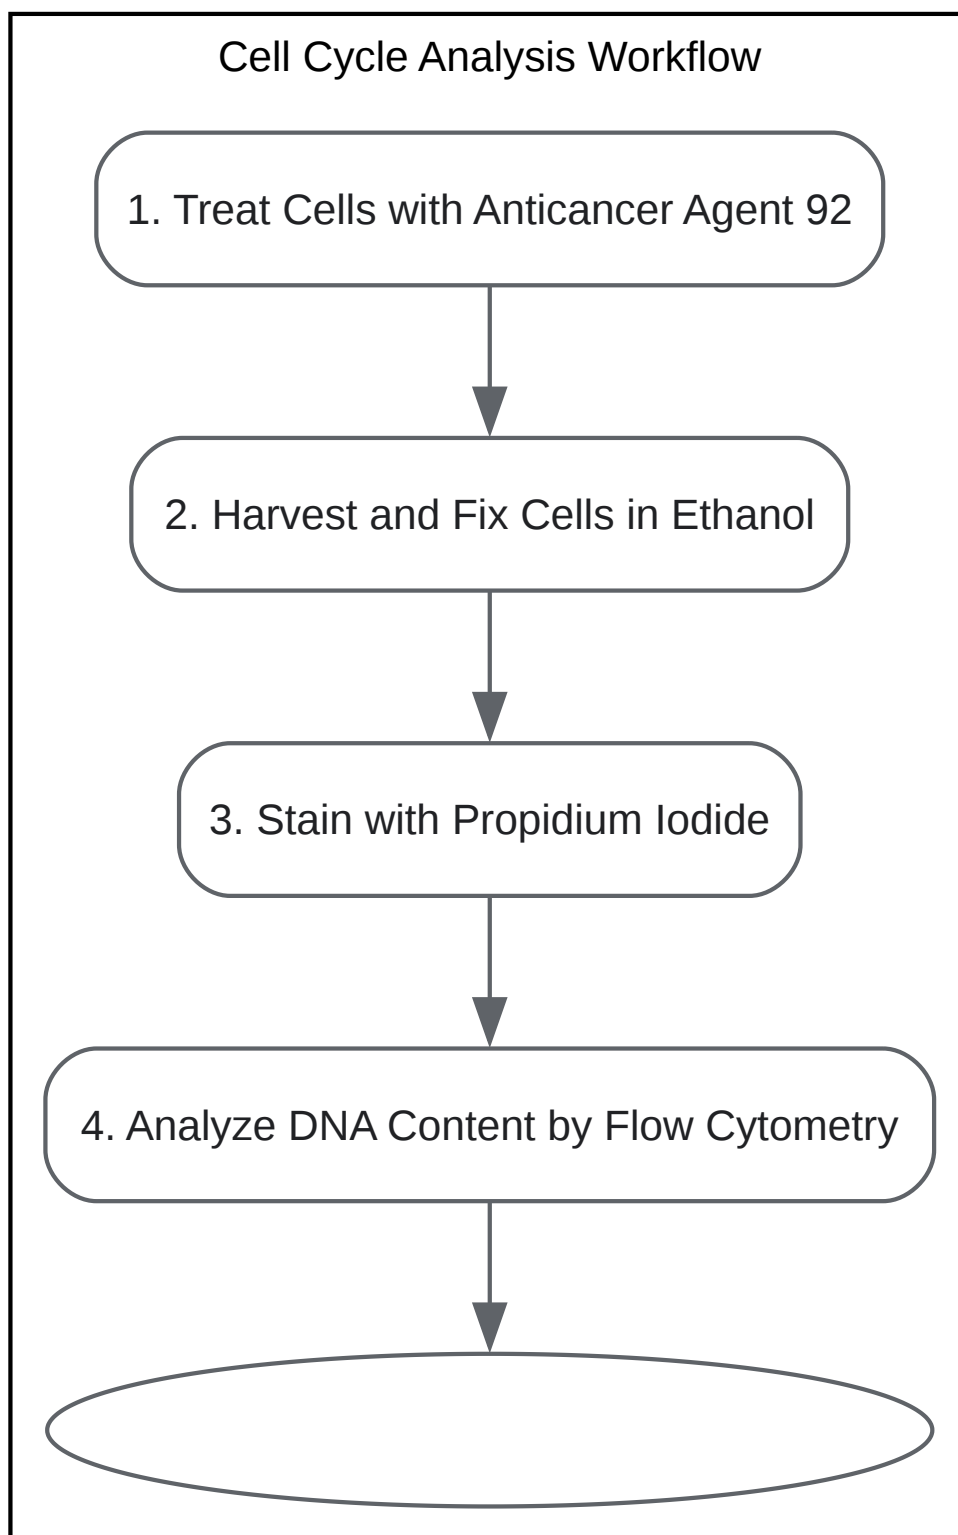 Cell Cycle Analysis Workflow
1. Treat Cells with Anticancer Agent 92
2. Harvest and Fix Cells in Ethanol
3. Stain with Propidium Iodide
4. Analyze DNA Content by Flow Cytometry